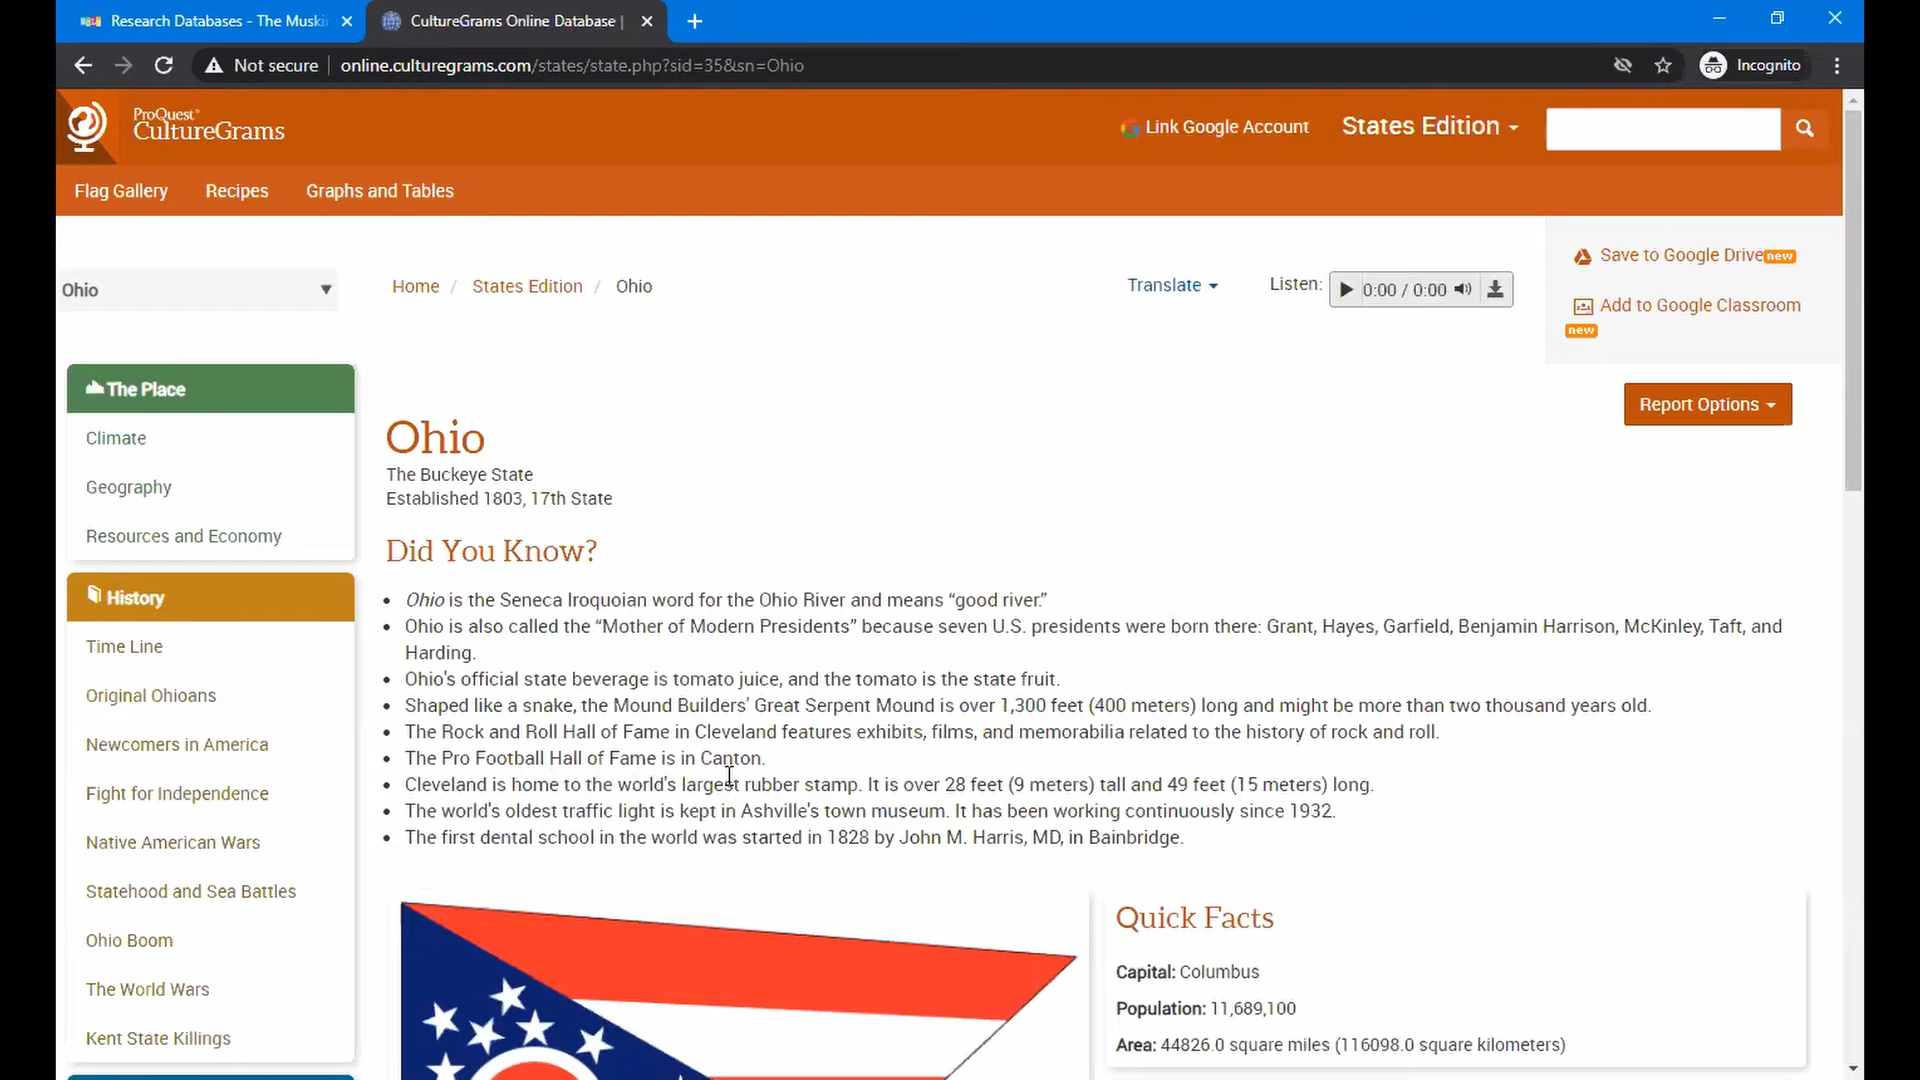 Research Databases - The Muski
CultureGrams Online Database |
Not secure
online.culturegrams.com/states/state.php?sid=35&sn=Ohio
Incognito
ProQuest®
CultureGrams
Link Google Account
States Edition
Flag Gallery
Recipes
Graphs and Tables
Ohio
Home / States Edition / Ohio
Translate
Listen:
0:00 / 0:00
Save to Google Drive new
Add to Google Classroom
new
Report Options
The Place
Climate
Geography
Resources and Economy
History
Time Line
Original Ohioans
Newcomers in America
Fight for Independence
Native American Wars
Statehood and Sea Battles
Ohio Boom
The World Wars
Kent State Killings
Ohio
The Buckeye State
Established 1803, 17th State
Did You Know?
Ohio is the Seneca Iroquoian word for the Ohio River and means “good river.”
Ohio is also called the “Mother of Modern Presidents” because seven U.S. presidents were born there: Grant, Hayes, Garfield, Benjamin Harrison, McKinley, Taft, and
Harding.
Ohio's official state beverage is tomato juice, and the tomato is the state fruit.
Shaped like a snake, the Mound Builders' Great Serpent Mound is over 1,300 feet (400 meters) long and might be more than two thousand years old.
The Rock and Roll Hall of Fame in Cleveland features exhibits, films, and memorabilia related to the history of rock and roll.
The Pro Football Hall of Fame is in Canton.
Cleveland is home to the world's largest rubber stamp. It is over 28 feet (9 meters) tall and 49 feet (15 meters) long.
The world's oldest traffic light is kept in Ashville's town museum. It has been working continuously since 1932.
The first dental school in the world was started in 1828 by John M. Harris, MD, in Bainbridge.
Quick Facts
Capital: Columbus
Population: 11,689,100
Area: 44826.0 square miles (116098.0 square kilometers)